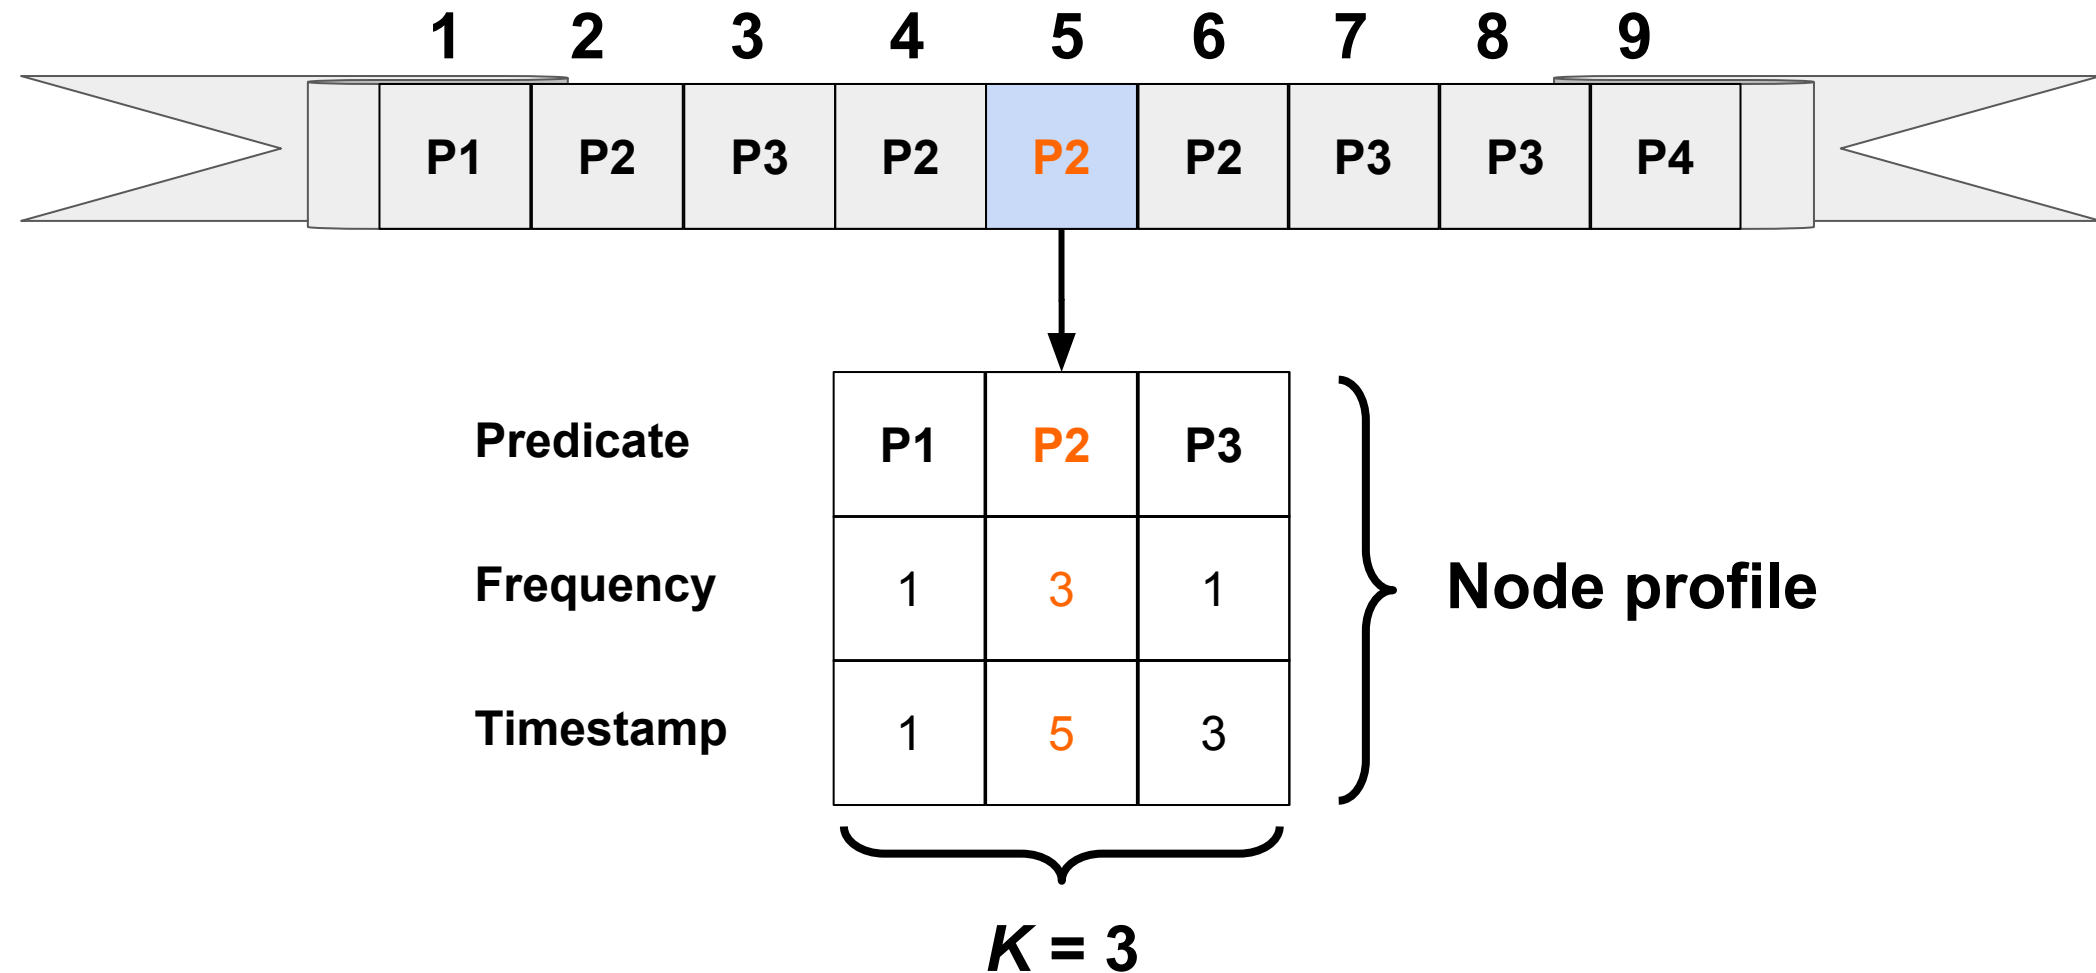 1 2 3 4 5 6 7 8 9
P1 P2 P3 P2 P2 P2 P3 P3 P4
Predicate P1 P2 P3
Frequency 1 3 1
Node profile
Timestamp 1 5 3
K = 3